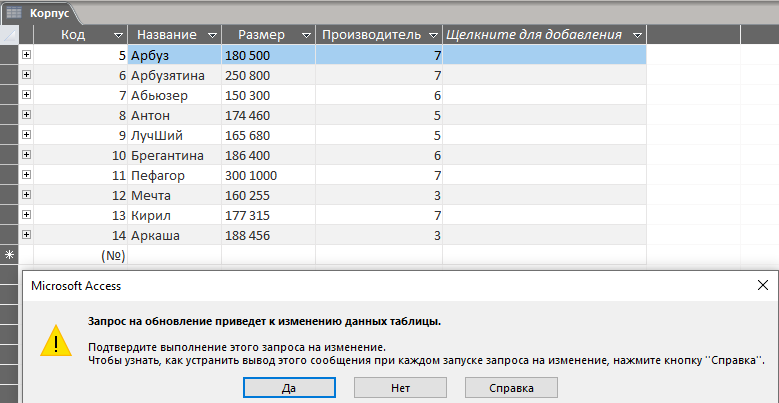 Корпус
Код Название Размер Производитель Щелкните для добавления
5 Арбуз 180 500 7
6 Арбузятина 250 800 7
7 Абьюзер 150 300 6
8 Антон 174 460 5
9 ЛучШий 165 680 5
10 Брегантина 186 400 6
11 Пефагор 300 1000 7
12 Мечта 160 255 3
13 Кирил 177 315 7
14 Аркаша 188 456 3
(№)
Microsoft Access
Запрос на обновление приведет к изменению данных таблицы.
Подтвердите выполнение этого запроса на изменение.
Чтобы узнать, как устранить вывод этого сообщения при каждом запуске запроса на изменение, нажмите кнопку ``Справка``.
Да Нет Справка